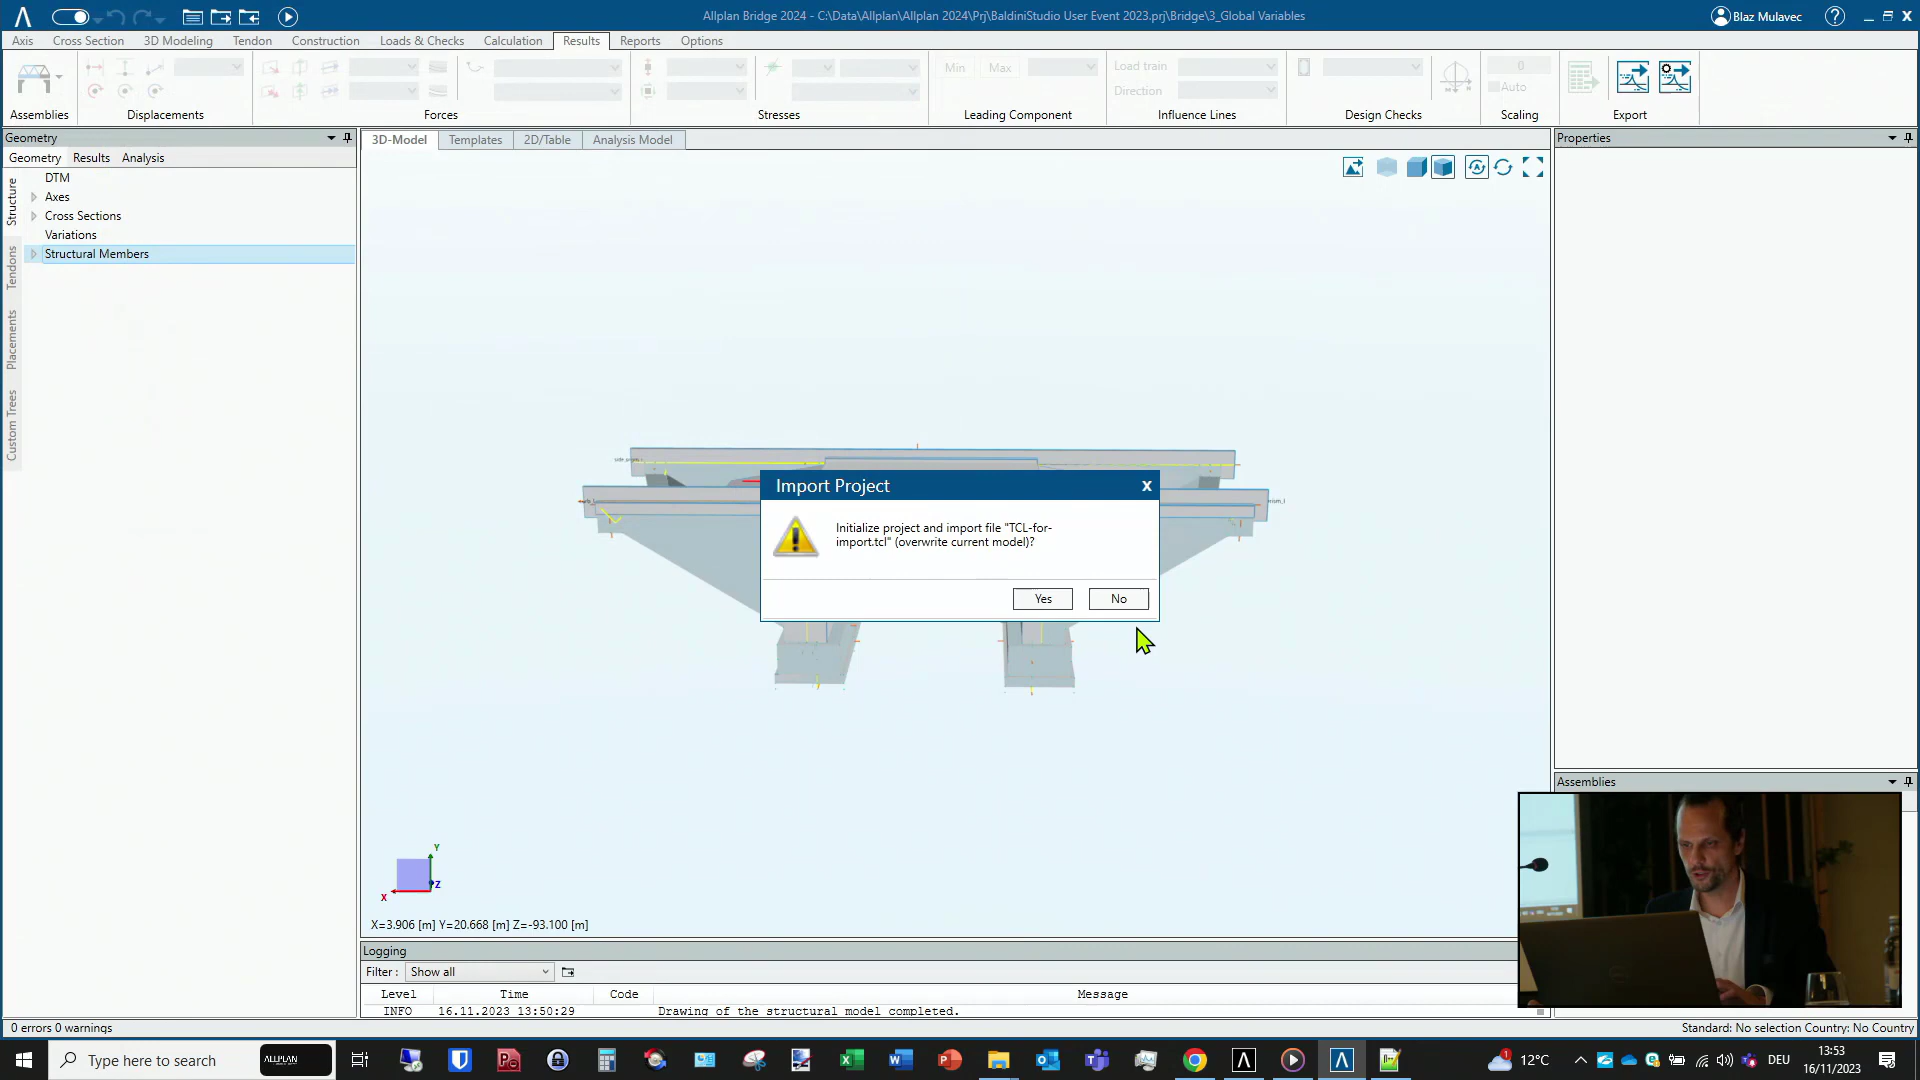 Allplan Bridge 2024 - C:\Data\Allplan\Allplan 2024\Prj\BaldiniStudio User Event 2023.prj\Bridge\3_Global Variables
Blaz Mulavec
Axis
Cross Section
3D Modeling
Tendon
Construction
Loads & Checks
Calculation
Results
Reports
Options
Min
Max
Load train
Direction
0
Auto
Assemblies
Displacements
Forces
Stresses
Leading Component
Influence Lines
Design Checks
Scaling
Export
Geometry
Geometry
Results
Analysis
Structure
Tendons
Placements
Custom Trees
DTM
Axes
Cross Sections
Variations
Structural Members
3D-Model
Templates
2D/Table
Analysis Model
Properties
Assemblies
Import Project
X
Initialize project and import file "TCL-for-
import.tcl" (overwrite current model)?
Yes
No
Y
Z
X
X=3.906 [m] Y=20.668 [m] Z=-93.100 [m]
Logging
Filter :
Show all
Level
Time
Code
Message
INFO
16.11.2023 13:50:29
Drawing of the structural model completed.
0 errors 0 warnings
Standard: No selection Country: No Country
Type here to search
ALLPLAN
1
12°C
DEU
13:53
16/11/2023